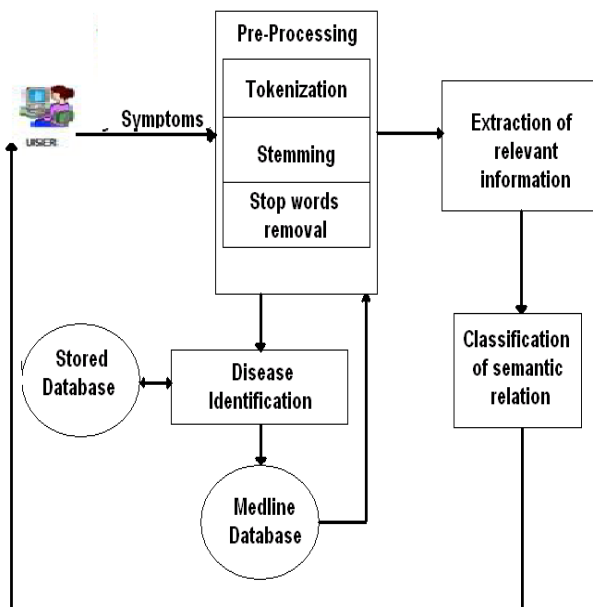 Pre-Processing
Tokenization
Stemming
Stop words
removal
USER
Symptoms
Extraction of
relevant
information
Classification
of semantic
relation
Stored
Database
Disease
Identification
Medline
Database